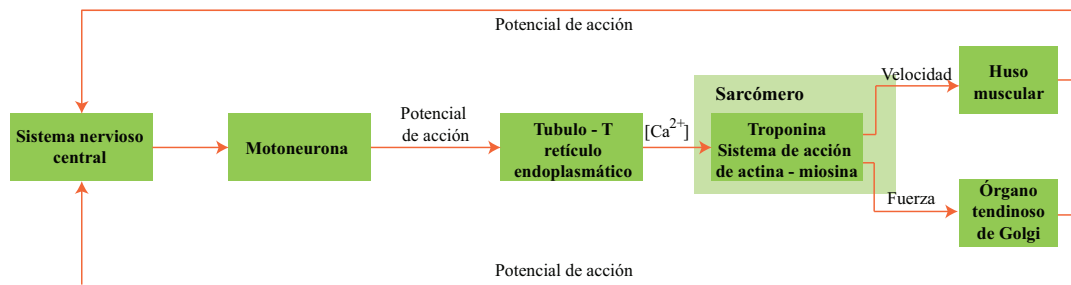 Potencial de acción
Sistema nervioso
central
Motoneurona
Potencial
de acción
Tubulo - T
retículo
endoplasmático
[Ca²⁺]
Sarcómero
Troponina
Sistema de acción
de actina - miosina
Velocidad
Huso
muscular
Fuerza
Órgano
tendinoso
de Golgi
Potencial de acción